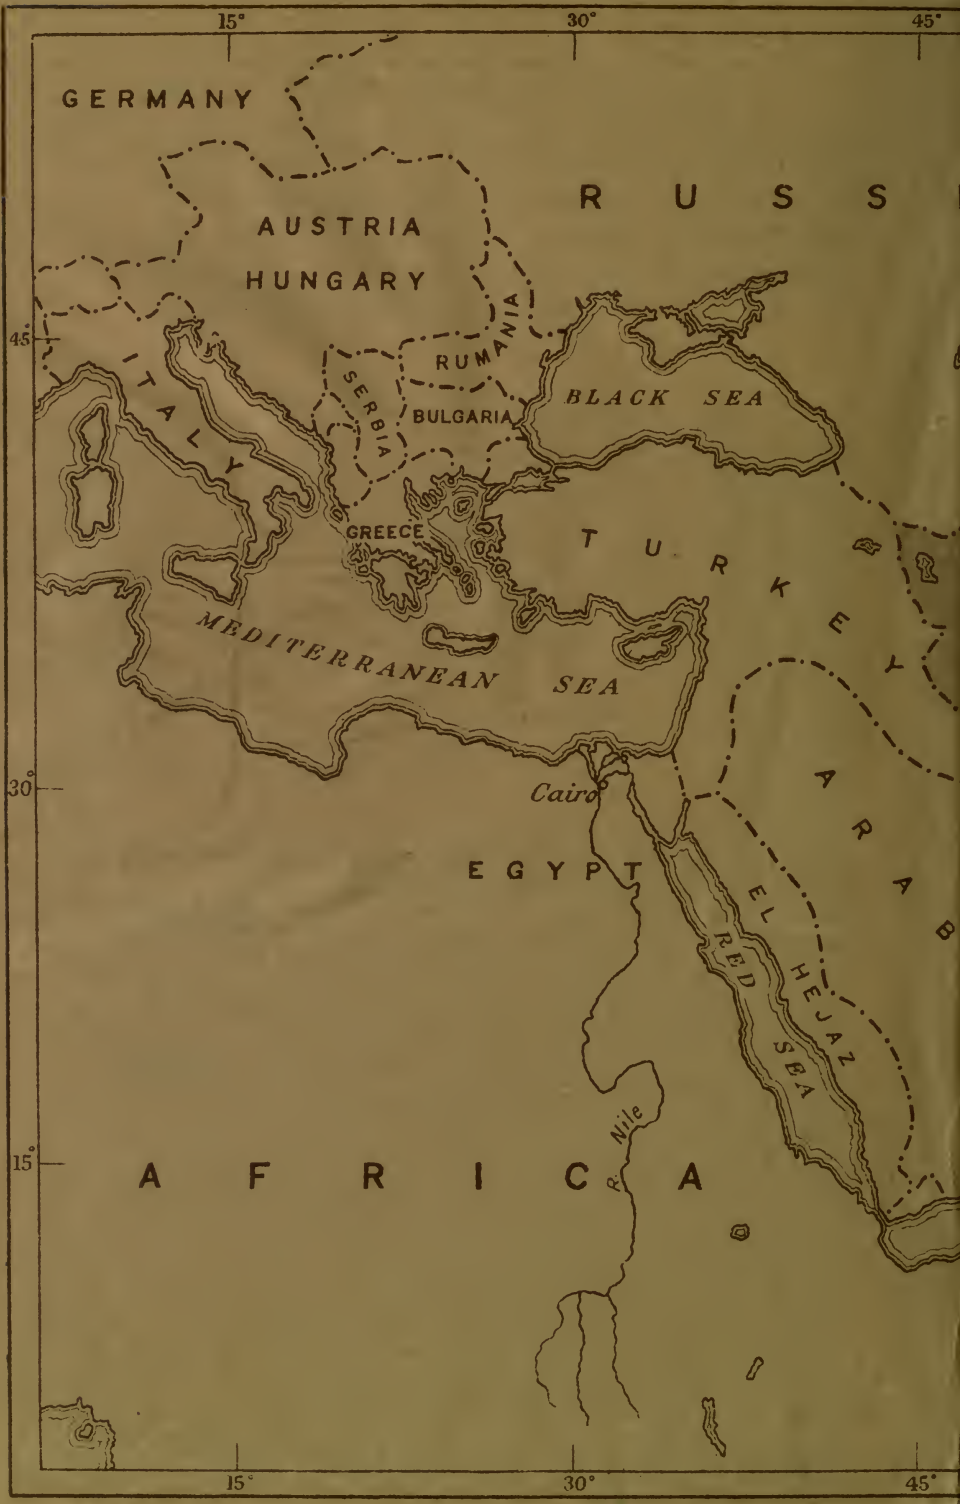 15° 30° 45°
GERMANY
RUSSI
AUSTRIA
HUNGARY
RUMANIA
45°
ITALY
SERBIA
BULGARIA
BLACK SEA
GREECE
TURKEY
MEDITERRANEAN SEA
30°
Cairo
ARAB
EGYPT
EL HEJAZ
RED SEA
R. Nile
15°
AFRICA
15° 30° 45°